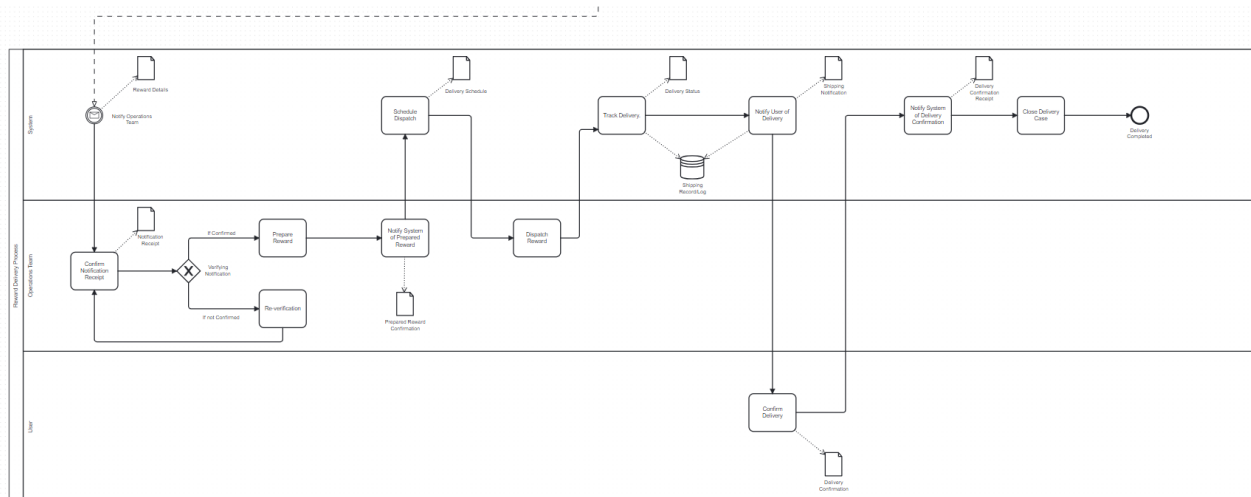 Reward Delivery Process
System
Reward Details
Notify Operations
Team
Schedule
Dispatch
Delivery Schedule
Track Delivery.
Delivery Status
Shipping
Record/Log
Notify User of
Delivery
Shipping
Notification
Notify System
of Delivery
Confirmation
Delivery
Confirmation
Receipt
Close Delivery
Case
Delivery
Completed
Operations Team
Confirm
Notification
Receipt
Notification
Receipt
Verifying
Notification
If Confirmed
If not Confirmed
Prepare
Reward
Re-verification
Notify System
of Prepared
Reward
Prepared Reward
Confirmation
Dispatch
Reward
User
Confirm
Delivery
Delivery
Confirmation